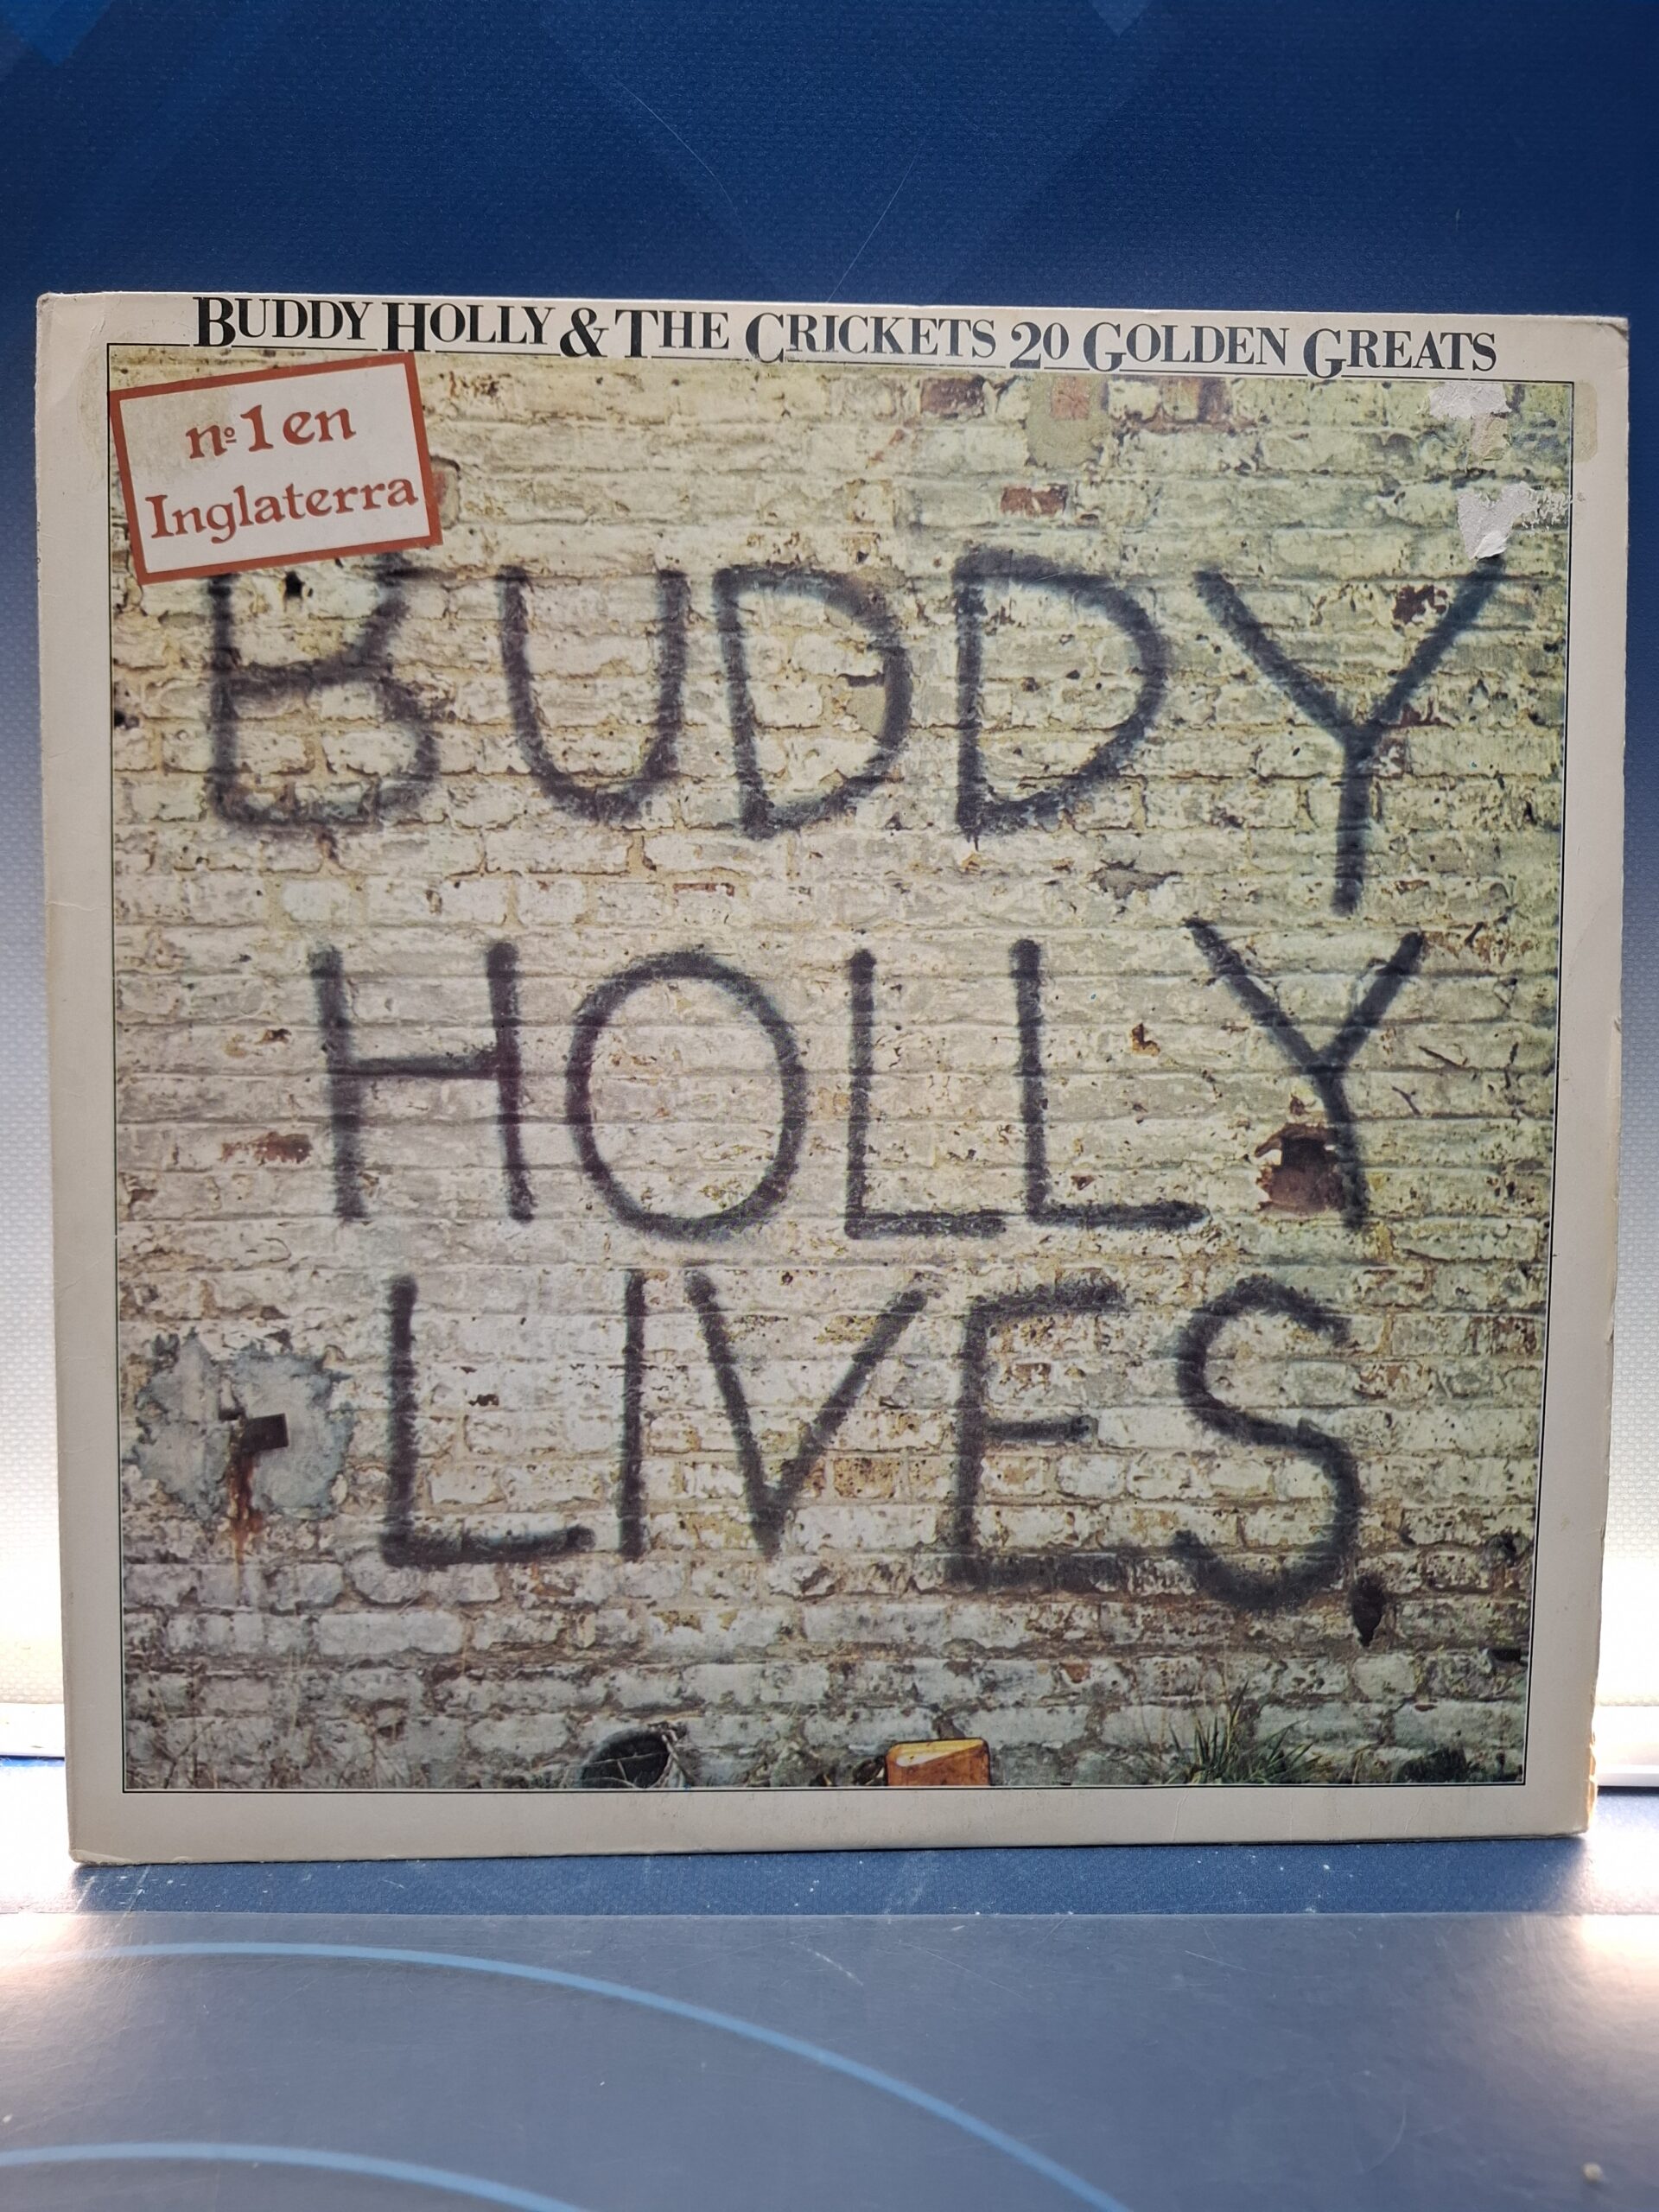 BUDDY HOLLY & THE CRICKETS 20 GOLDEN GREATS
nº1 en
Inglaterra
BUDDY
HOLLY
LIVES.